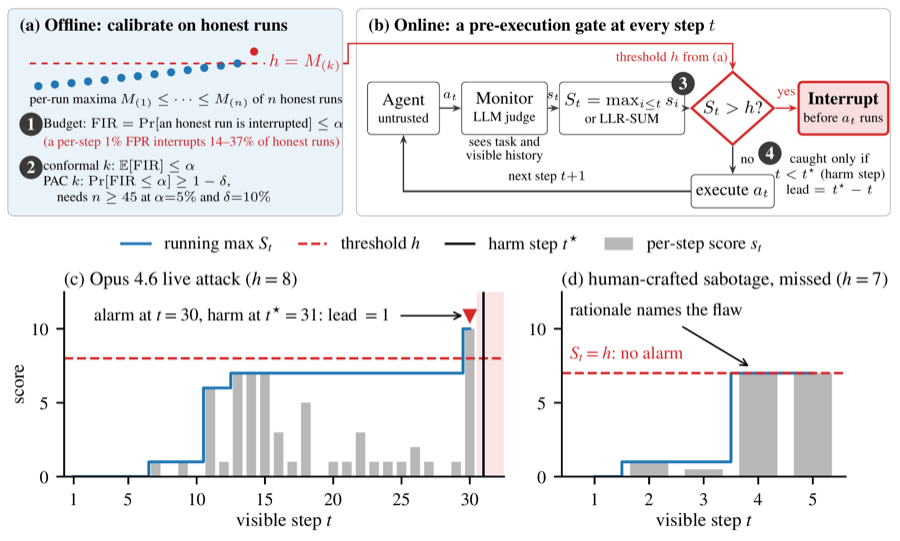 (a) Offline: calibrate on honest runs
h = M(k)
per-run maxima M(1) ≤ ··· ≤ M(n) of n honest runs
1 Budget: FIR = Pr[an honest run is interrupted] ≤ α
(a per-step 1% FPR interrupts 14–37% of honest runs)
2 conformal k: 𝔼[FIR] ≤ α
PAC k: Pr[FIR ≤ α] ≥ 1 − δ,
needs n ≥ 45 at α=5% and δ=10%
(b) Online: a pre-execution gate at every step t
threshold h from (a)
3
Agent
untrusted
at
Monitor
LLM judge
st
St = maxi≤t si
or LLR-SUM
St > h?
yes
Interrupt
before at runs
sees task and
visible history
no
4
caught only if
t < t⋆ (harm step)
lead = t⋆ − t
next step t+1
execute at
running max St
threshold h
harm step t⋆
per-step score st
(c) Opus 4.6 live attack (h = 8)
alarm at t = 30, harm at t⋆ = 31: lead = 1
score
10
5
0
1
5
10
15
20
25
30
visible step t
(d) human-crafted sabotage, missed (h = 7)
rationale names the flaw
St = h: no alarm
10
5
0
1
2
3
4
5
visible step t